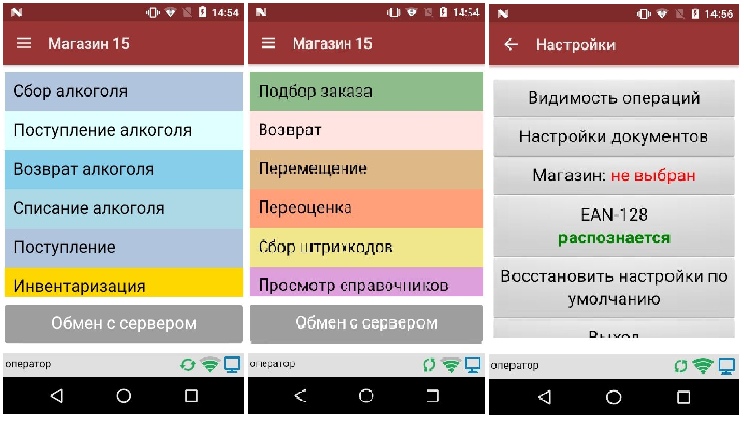 14:54
Магазин 15
Сбор алкоголя
Поступление алкоголя
Возврат алкоголя
Списание алкоголя
Поступление
Инвентаризация
Обмен с сервером
оператор
14:54
Магазин 15
Подбор заказа
Возврат
Перемещение
Переоценка
Сбор штрихкодов
Просмотр справочников
Обмен с сервером
оператор
14:56
Настройки
Видимость операций
Настройки документов
Магазин: не выбран
EAN-128
распознается
Восстановить настройки по
умолчанию
Выход
оператор